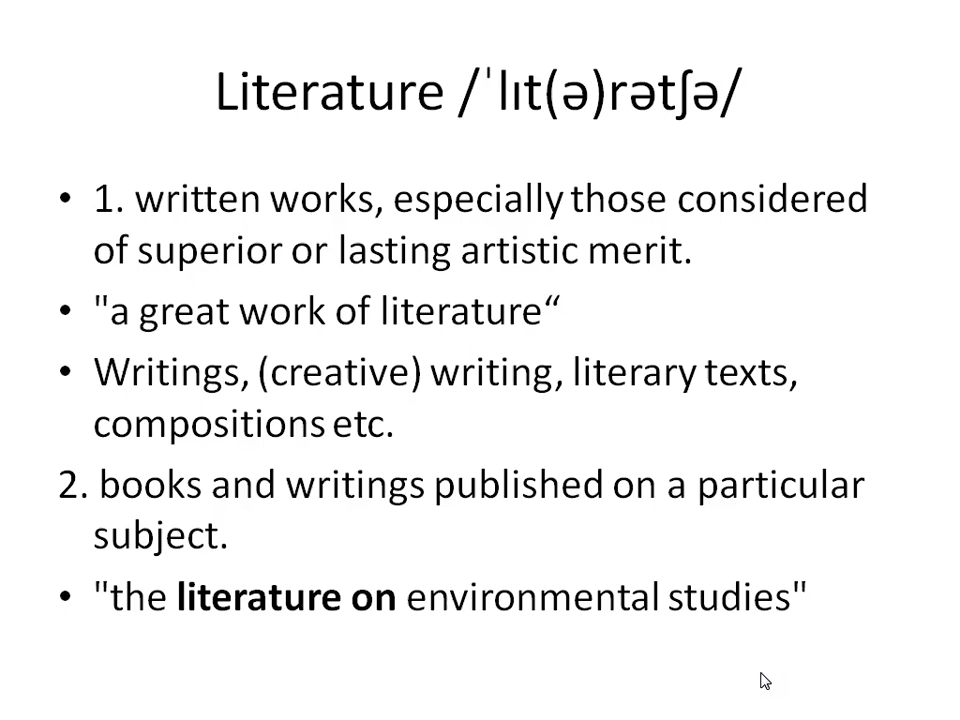 Literature /ˈlɪt(ə)rətʃə/
• 1. written works, especially those considered
of superior or lasting artistic merit.
• "a great work of literature“
• Writings, (creative) writing, literary texts,
compositions etc.
2. books and writings published on a particular
subject.
• "the literature on environmental studies"